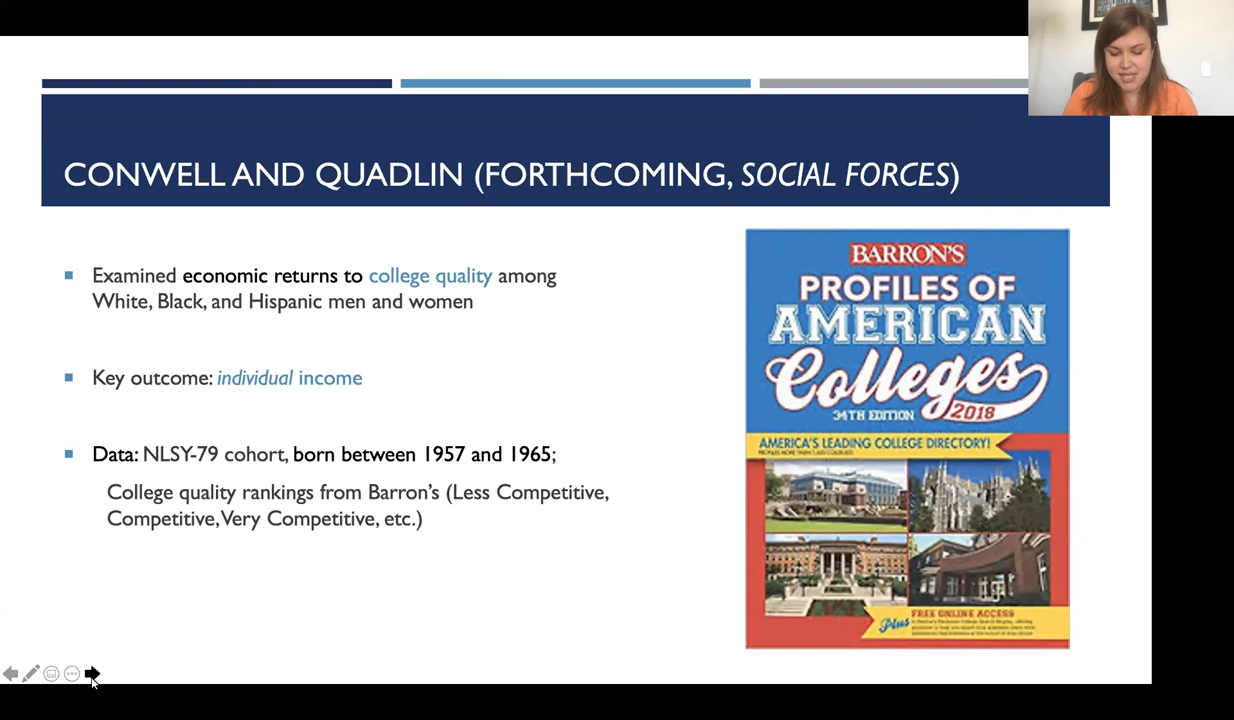 CONWELL AND QUADLIN (FORTHCOMING, SOCIAL FORCES)
Examined economic returns to college quality among
White, Black, and Hispanic men and women
Key outcome: individual income
Data: NLSY-79 cohort, born between 1957 and 1965;
College quality rankings from Barron's (Less Competitive,
Competitive, Very Competitive, etc.)
BARRON'S
PROFILES OF
AMERICAN
Colleges
34TH EDITION 2018
AMERICA'S LEADING COLLEGE DIRECTORY!
Plus FREE ONLINE ACCESS